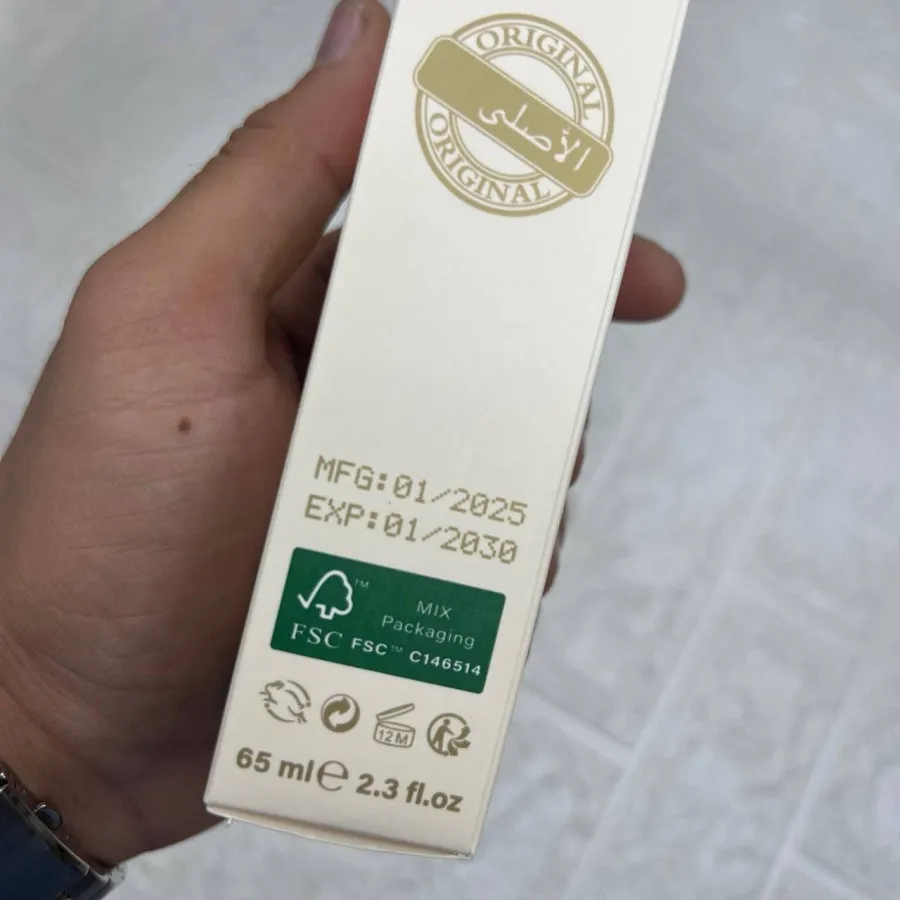 ORIGINAL
الأصلي
ORIGINAL
MFG:01/2025
EXP:01/2030
FSC
MIX
Packaging
FSC™ C146514
12M
65 ml e 2.3 fl.oz